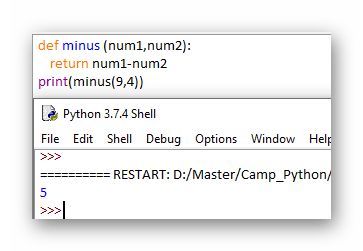 def minus (num1,num2):
return num1-num2
print(minus(9,4))
Python 3.7.4 Shell
File Edit Shell Debug Options Window Help
>>>
========== RESTART: D:/Master/Camp_Python/
5
>>>